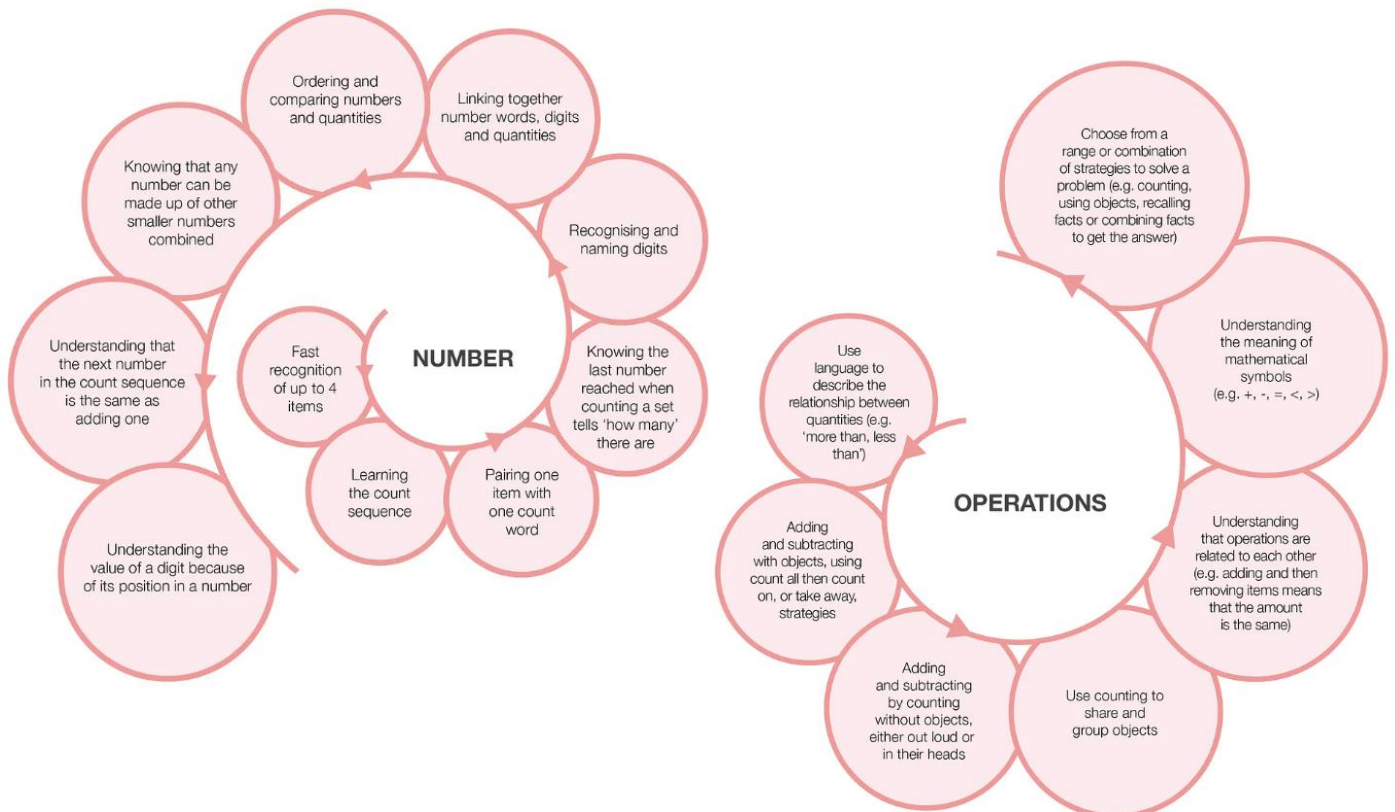 NUMBER
Fast
recognition
of up to 4
items
Learning
the count
sequence
Pairing one
item with
one count
word
Knowing the
last number
reached when
counting a set
tells ‘how many’
there are
Recognising and
naming digits
Linking together
number words, digits
and quantities
Ordering and
comparing numbers
and quantities
Knowing that any
number can be
made up of other
smaller numbers
combined
Understanding that
the next number
in the count sequence
is the same as
adding one
Understanding the
value of a digit because
of its position in a number
OPERATIONS
Use
language to
describe the
relationship between
quantities (e.g.
‘more than, less
than’)
Adding
and subtracting
with objects, using
count all then count
on, or take away,
strategies
Adding
and subtracting
by counting
without objects,
either out loud or
in their heads
Use counting to
share and
group objects
Understanding
that operations are
related to each other
(e.g. adding and then
removing items means
that the amount
is the same)
Understanding
the meaning of
mathematical
symbols
(e.g. +, -, =, <, >)
Choose from a
range or combination
of strategies to solve a
problem (e.g. counting,
using objects, recalling
facts or combining facts
to get the answer)